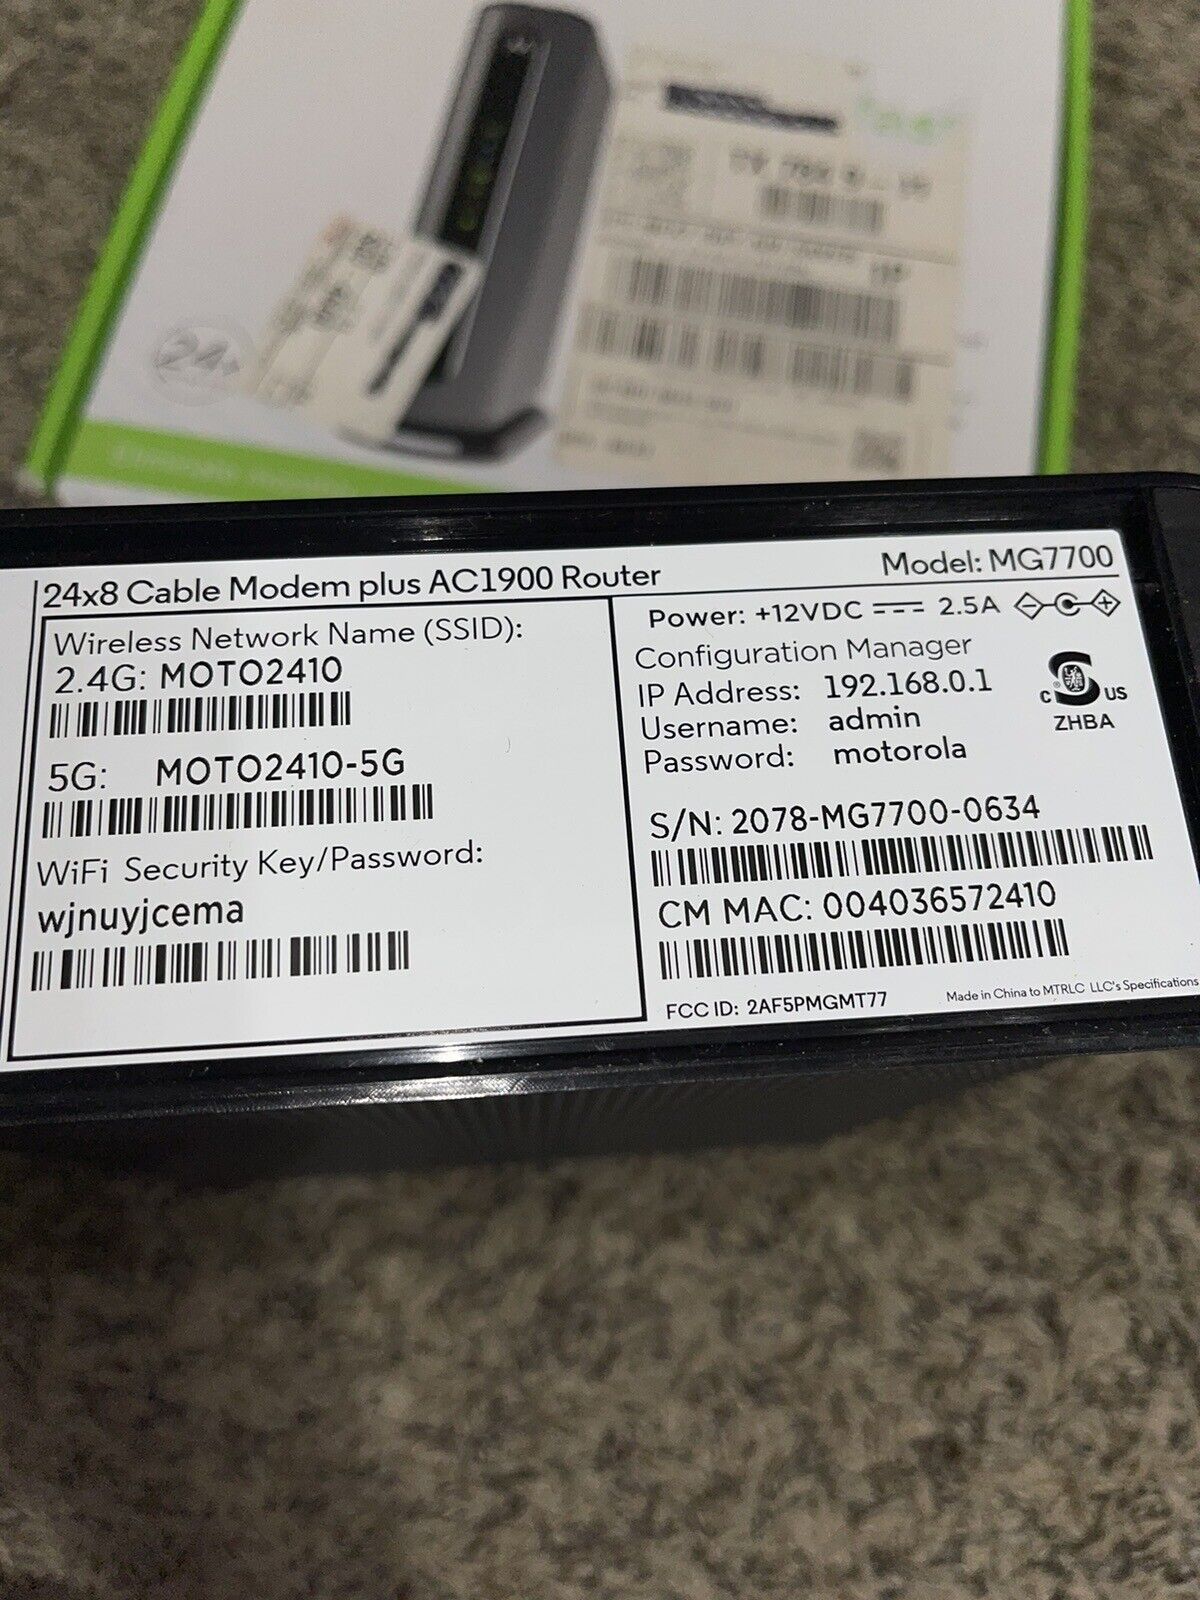 24+
24x8 Cable Modem plus AC1900 Router
Model: MG7700
Wireless Network Name (SSID):
2.4G: MOTO2410
5G: MOTO2410-5G
WiFi Security Key/Password:
wjnuyjcema
Power: +12VDC 2.5A
Configuration Manager
IP Address: 192.168.0.1
Username: admin
Password: motorola
C US
ZHBA
S/N: 2078-MG7700-0634
CM MAC: 004036572410
FCC ID: 2AF5PMGMT77
Made in China to MTRLC LLC's Specifications